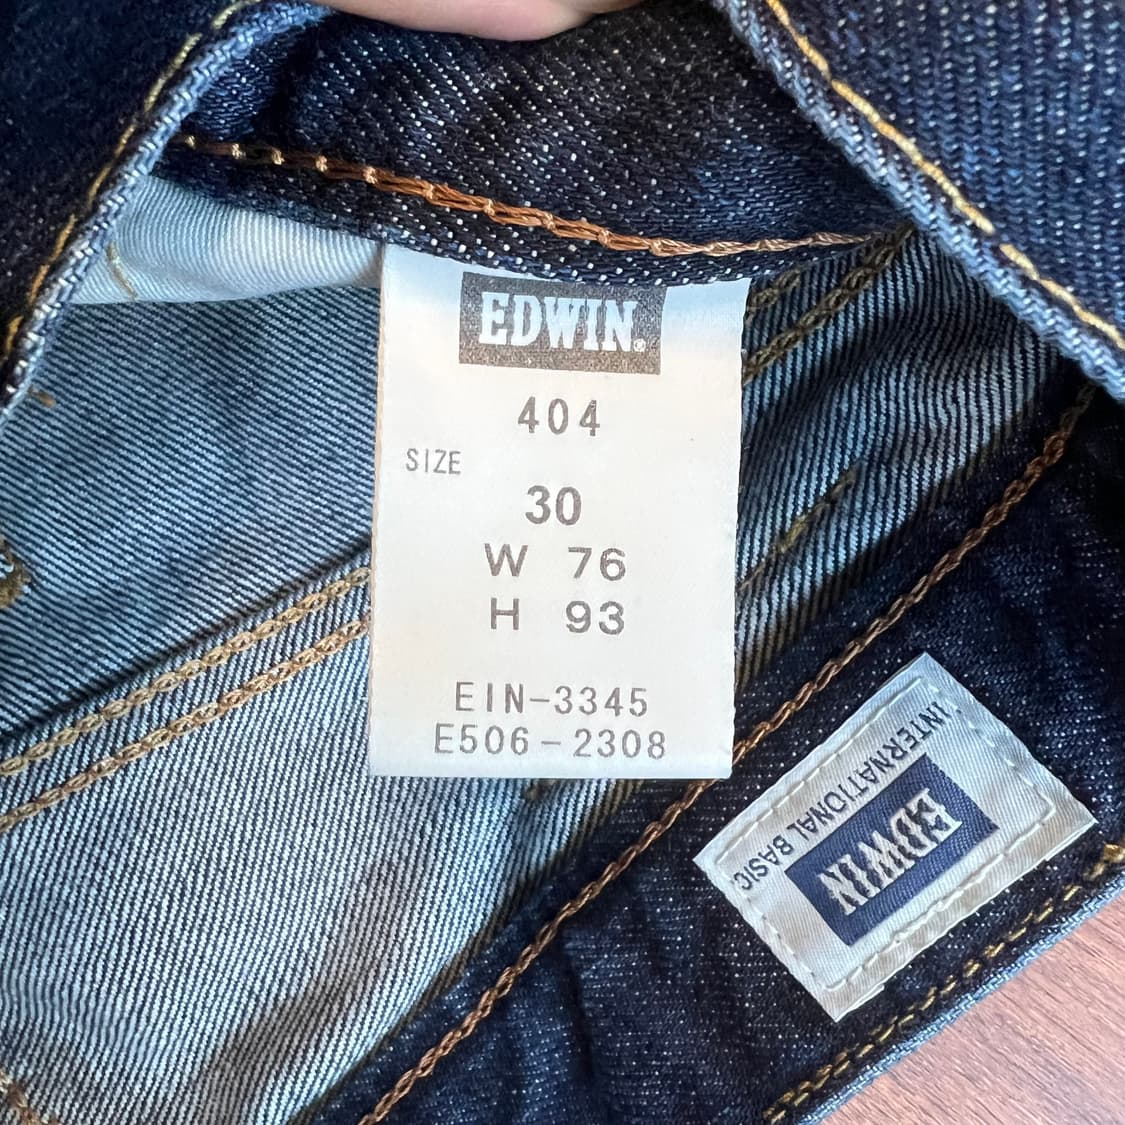 EDWIN®
404
SIZE
30
W 76
H 93
EIN-3345
E506-2308
INTERNATIONAL BASIC.
EDWIN